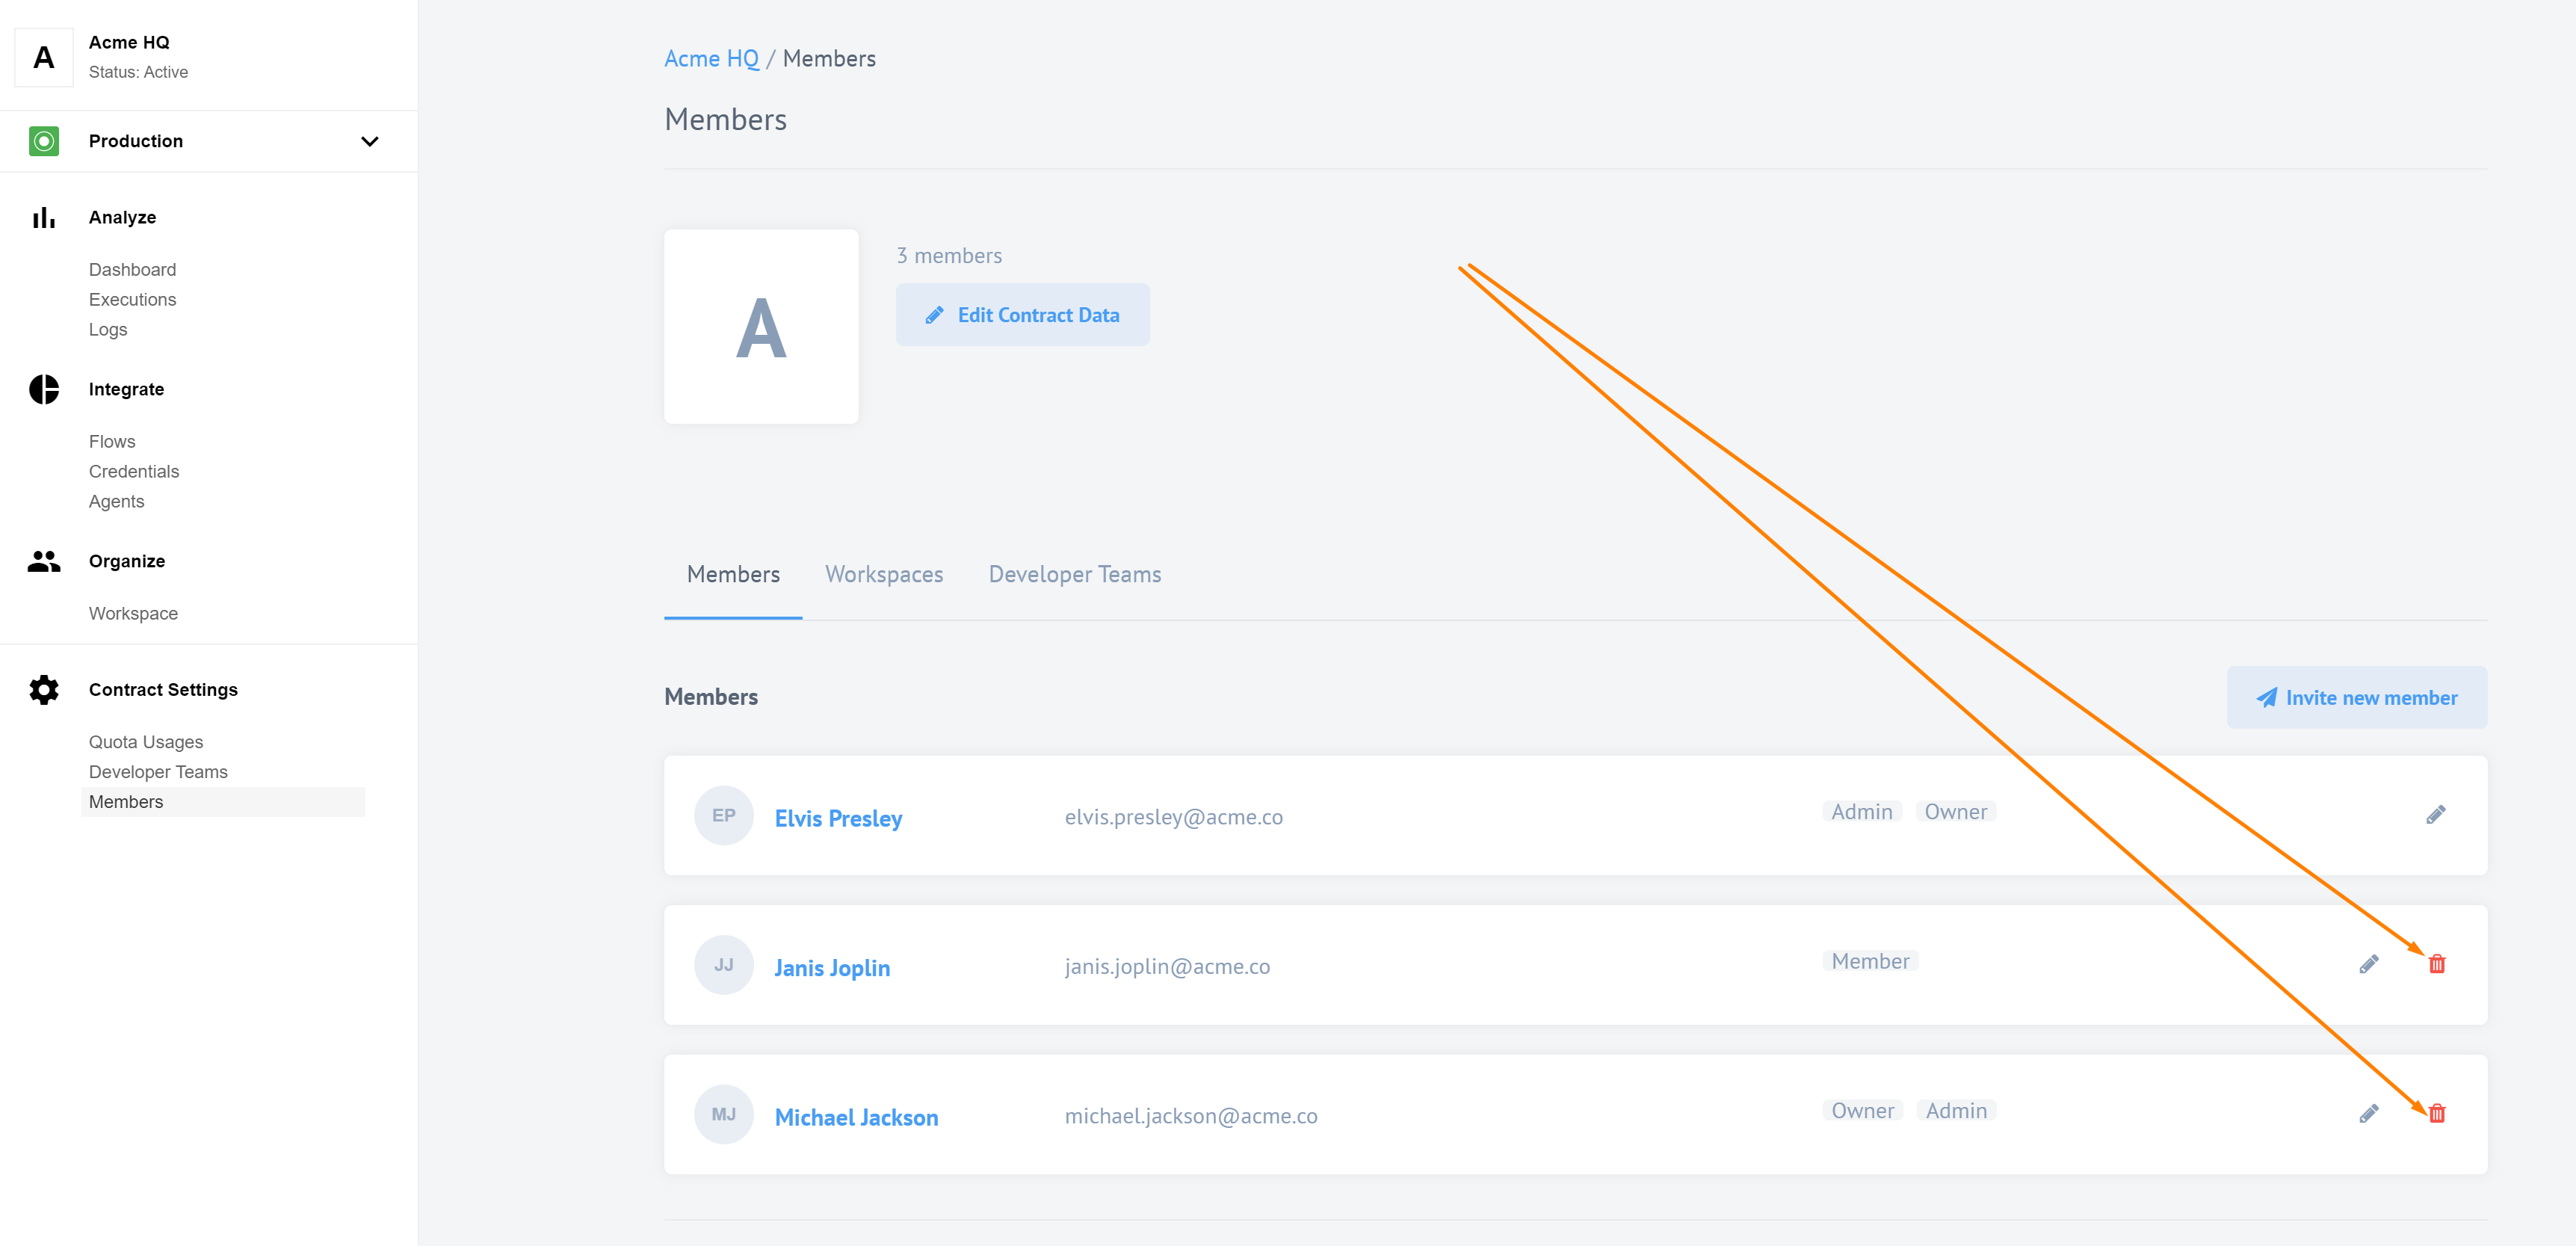 A
Acme HQ
Status: Active
Production
Analyze
Dashboard
Executions
Logs
Integrate
Flows
Credentials
Agents
Organize
Workspace
Contract Settings
Quota Usages
Developer Teams
Members
Acme HQ / Members
Members
A
3 members
Edit Contract Data
Members Workspaces Developer Teams
Members
Invite new member
EP Elvis Presley elvis.presley@acme.co Admin Owner
JJ Janis Joplin janis.joplin@acme.co Member
MJ Michael Jackson michael.jackson@acme.co Owner Admin